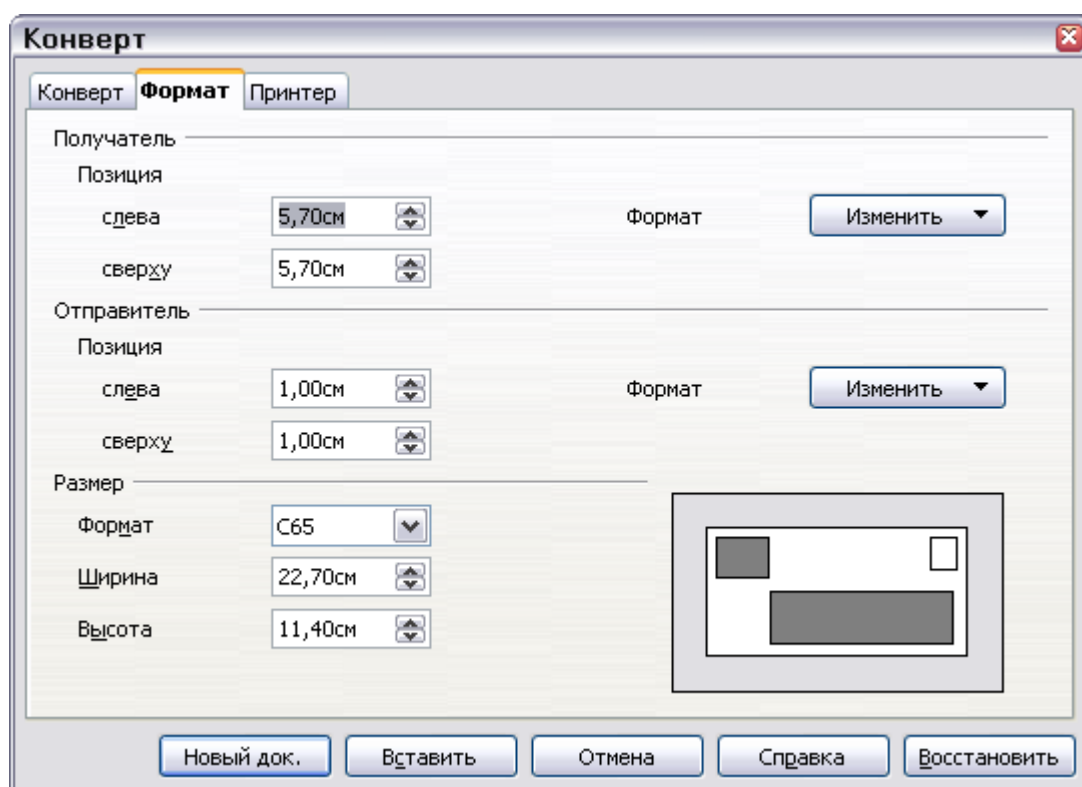 Конверт
Конверт Формат Принтер
Получатель
Позиция
слева 5,70см Формат Изменить
сверху 5,70см
Отправитель
Позиция
слева 1,00см Формат Изменить
сверху 1,00см
Размер
Формат C65
Ширина 22,70см
Высота 11,40см
Новый док. Вставить Отмена Справка Восстановить